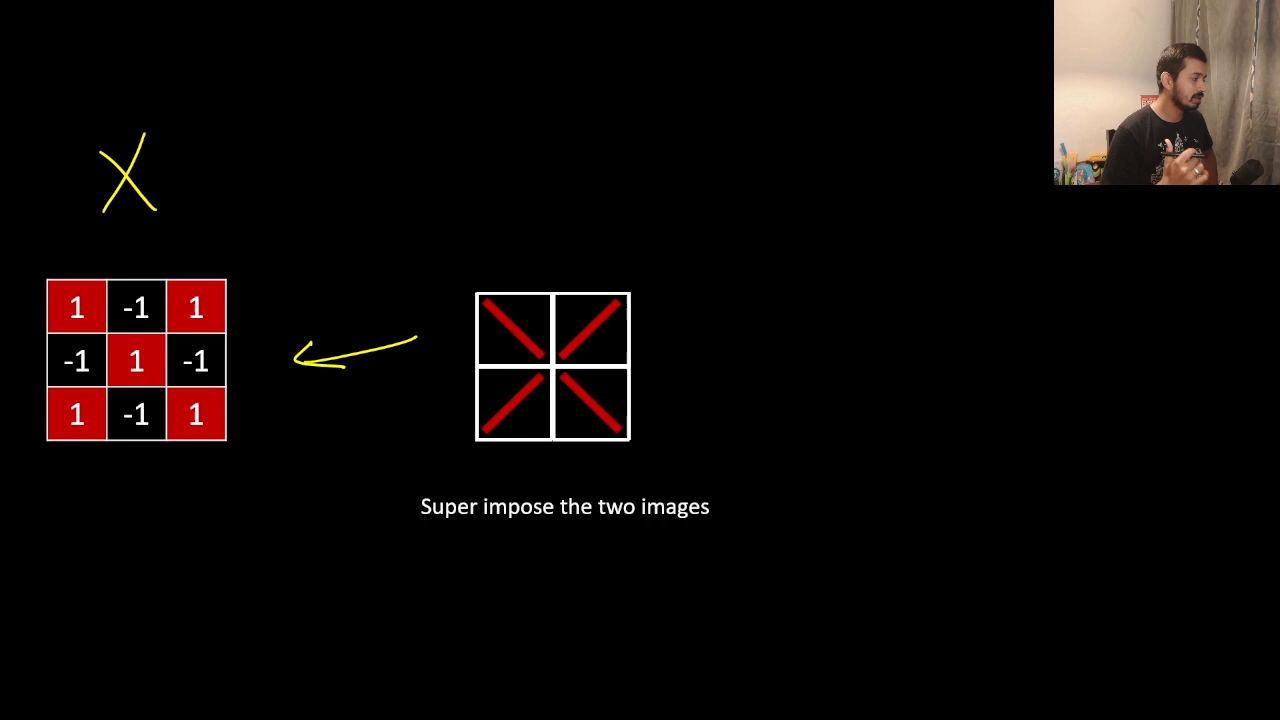 X
1 -1 1
-1 1 -1
1 -1 1
Super impose the two images